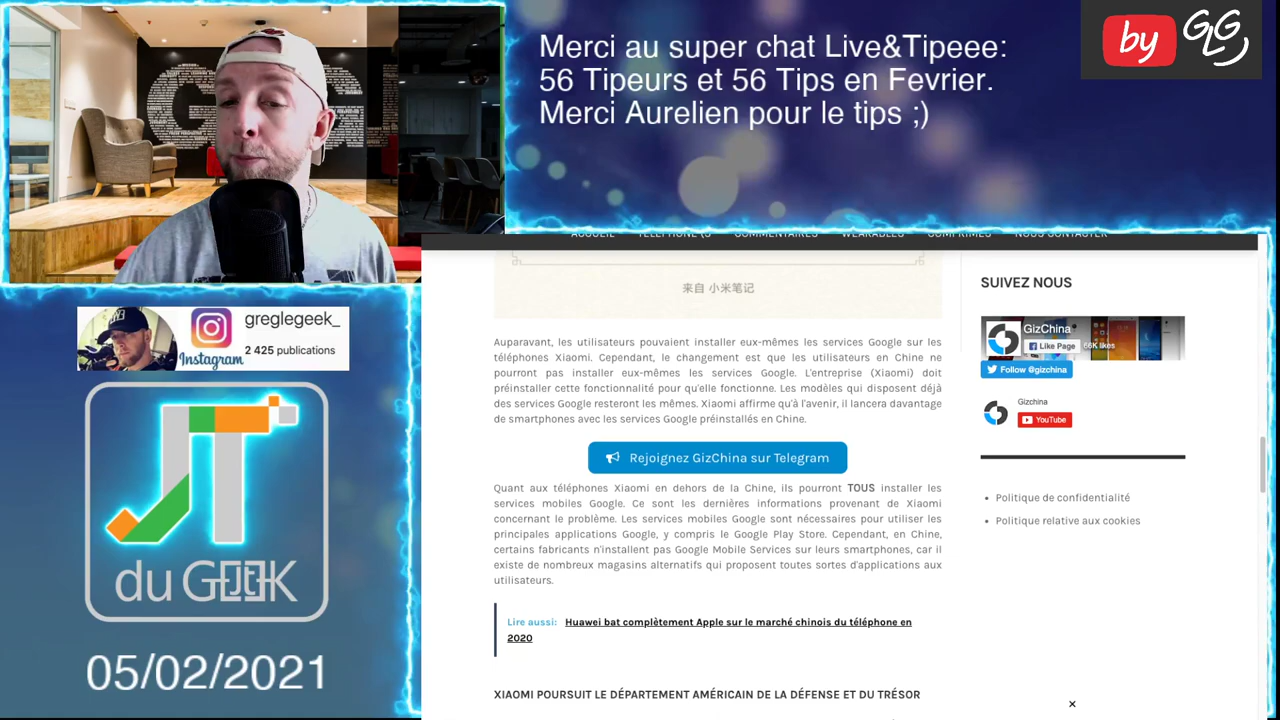 Merci au super chat Live&Tipeee:
56 Tipeurs et 56 Tips en Fevrier.
Merci Aurelien pour le tips ;)
by GLG
greglegeek_
Instagram
2 425 publications
JT
du GEEK
05/02/2021
ACCUEIL TÉLÉPHONE (S COMMENTAIRES WEARABLES COMPRIMÉS NOUS CONTACTER
来自 小米笔记
Auparavant, les utilisateurs pouvaient installer eux-mêmes les services Google sur les
téléphones Xiaomi. Cependant, le changement est que les utilisateurs en Chine ne
pourront pas installer eux-mêmes les services Google. L'entreprise (Xiaomi) doit
préinstaller cette fonctionnalité pour qu'elle fonctionne. Les modèles qui disposent déjà
des services Google resteront les mêmes. Xiaomi affirme qu'à l'avenir, il lancera davantage
de smartphones avec les services Google préinstallés en Chine.
Rejoignez GizChina sur Telegram
Quant aux téléphones Xiaomi en dehors de la Chine, ils pourront TOUS installer les
services mobiles Google. Ce sont les dernières informations provenant de Xiaomi
concernant le problème. Les services mobiles Google sont nécessaires pour utiliser les
principales applications Google, y compris le Google Play Store. Cependant, en Chine,
certains fabricants n'installent pas Google Mobile Services sur leurs smartphones, car il
existe de nombreux magasins alternatifs qui proposent toutes sortes d'applications aux
utilisateurs.
Lire aussi: Huawei bat complètement Apple sur le marché chinois du téléphone en
2020
XIAOMI POURSUIT LE DÉPARTEMENT AMÉRICAIN DE LA DÉFENSE ET DU TRÉSOR
SUIVEZ NOUS
GizChina
Like Page 66K likes
Follow @gizchina
Gizchina
YouTube
Politique de confidentialité
Politique relative aux cookies